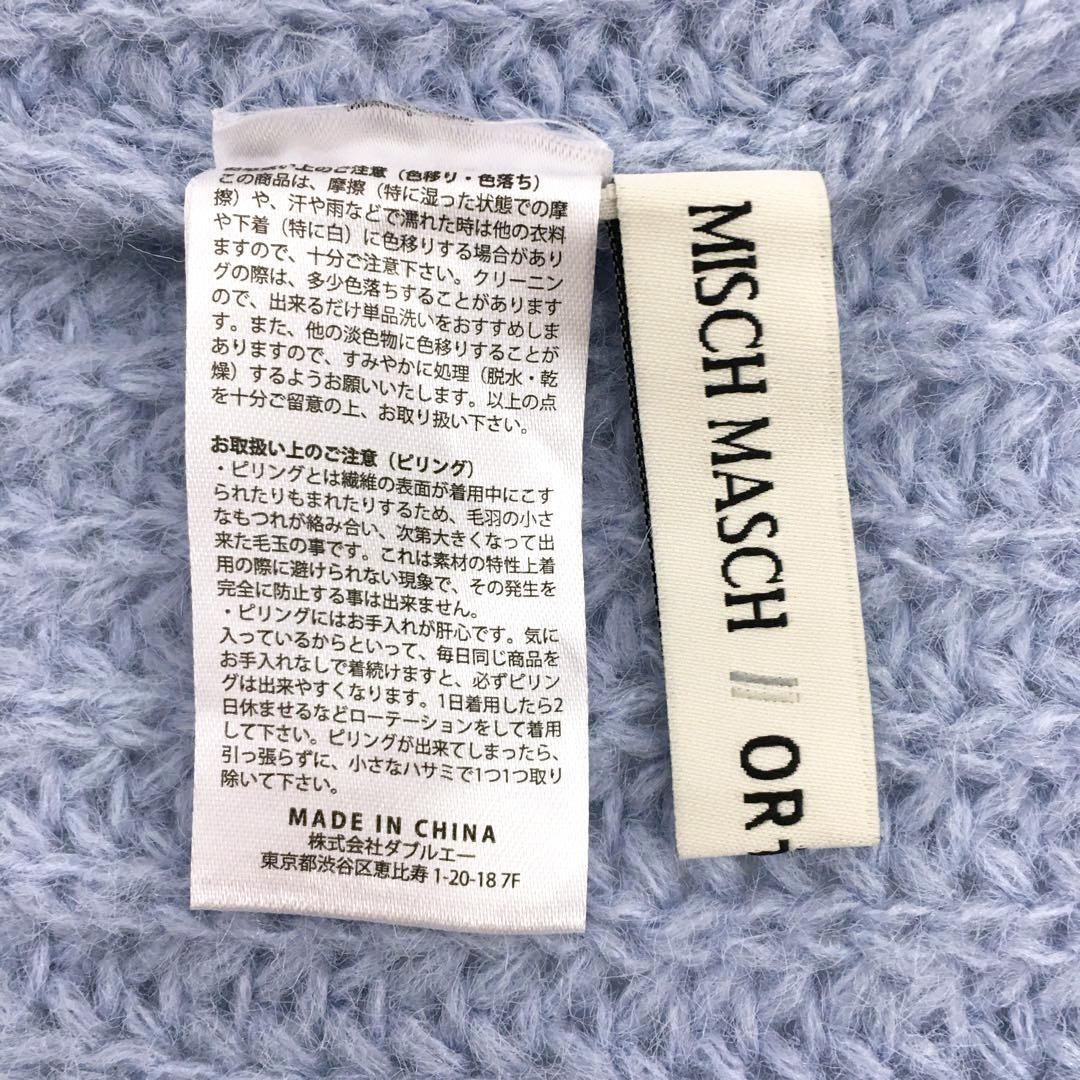 お取扱い上のご注意（色移り・色落ち）
この商品は、摩擦（特に湿った状態での摩
擦）や、汗や雨などで濡れた時は他の衣料
や下着（特に白）に色移りする場合があり
ますので、十分ご注意下さい。クリーニン
グの際は、多少色落ちすることがあります
ので、出来るだけ単品洗いをおすすめしま
す。また、他の淡色物に色移りすることが
ありますので、すみやかに処理（脱水・乾
燥）するようお願いいたします。以上の点
を十分ご留意の上、お取り扱い下さい。
お取扱い上のご注意（ピリング）
・ピリングとは繊維の表面が着用中にこす
られたりもまれたりするため、毛羽の小さ
なもつれが絡み合い、次第大きくなって出
来た毛玉の事です。これは素材の特性上着
用の際に避けられない現象で、その発生を
完全に防止する事は出来ません。
・ピリングにはお手入れが肝心です。気に
入っているからといって、毎日同じ商品を
お手入れなしで着続けますと、必ずピリン
グは出来やすくなります。1日着用したら2
日休ませるなどローテーションをして着用
して下さい。ピリングが出来てしまったら、
引っ張らずに、小さなハサミで1つ1つ取り
除いて下さい。
MADE IN CHINA
株式会社ダブルエー
東京都渋谷区恵比寿 1-20-18 7F
MISCH MASCH // OR